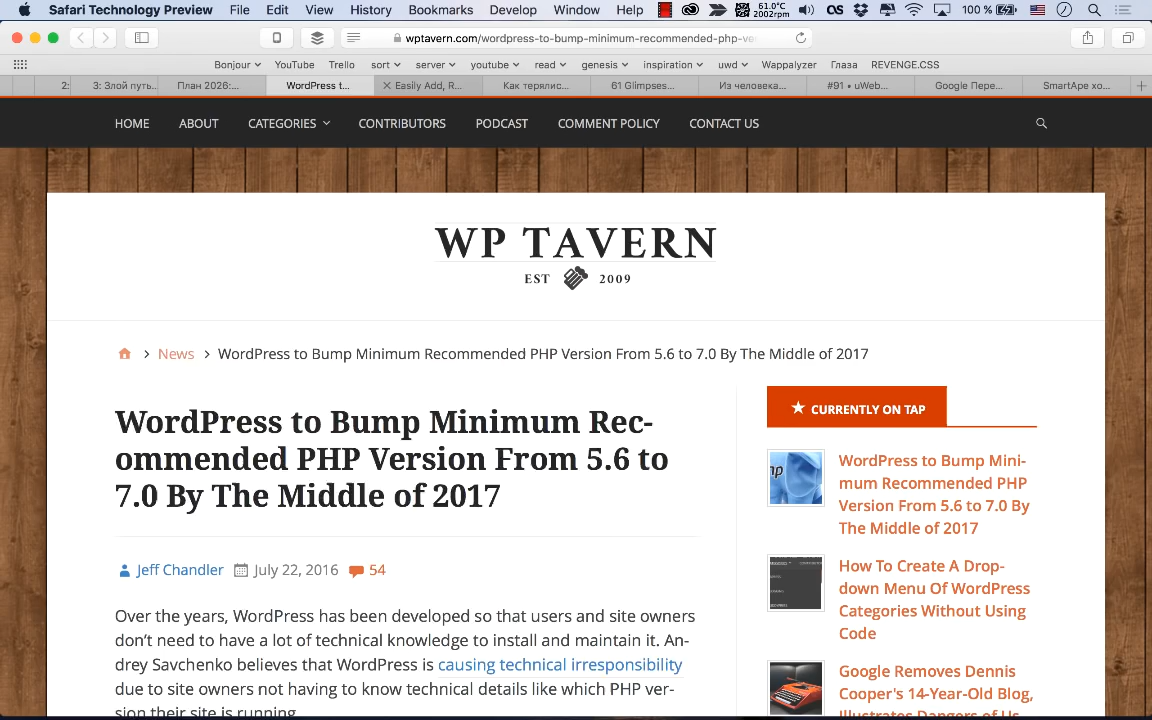 Safari Technology Preview File Edit View History Bookmarks Develop Window Help 61.0°C 2002rpm 100 %
wptavern.com/wordpress-to-bump-minimum-recommended-php-ve
Bonjour YouTube Trello sort server youtube read genesis inspiration uwd Wappalyzer Глаза REVENGE.CSS
2: 3: Злой путь... План 2026:... WordPress t... Easily Add, R... Как терялис... 61 Glimpses... Из человека... #91 • uWeb... Google Пере... SmartApe хо...
HOME ABOUT CATEGORIES CONTRIBUTORS PODCAST COMMENT POLICY CONTACT US
WP TAVERN
EST 2009
News > WordPress to Bump Minimum Recommended PHP Version From 5.6 to 7.0 By The Middle of 2017
WordPress to Bump Minimum Rec-
ommended PHP Version From 5.6 to
7.0 By The Middle of 2017
Jeff Chandler July 22, 2016 54
Over the years, WordPress has been developed so that users and site owners
don't need to have a lot of technical knowledge to install and maintain it. An-
drey Savchenko believes that WordPress is causing technical irresponsibility
due to site owners not having to know technical details like which PHP ver-
sion their site is running.
CURRENTLY ON TAP
WordPress to Bump Mini-
mum Recommended PHP
Version From 5.6 to 7.0 By
The Middle of 2017
How To Create A Drop-
down Menu Of WordPress
Categories Without Using
Code
Google Removes Dennis
Cooper's 14-Year-Old Blog,
Illustrates Dangers of Us